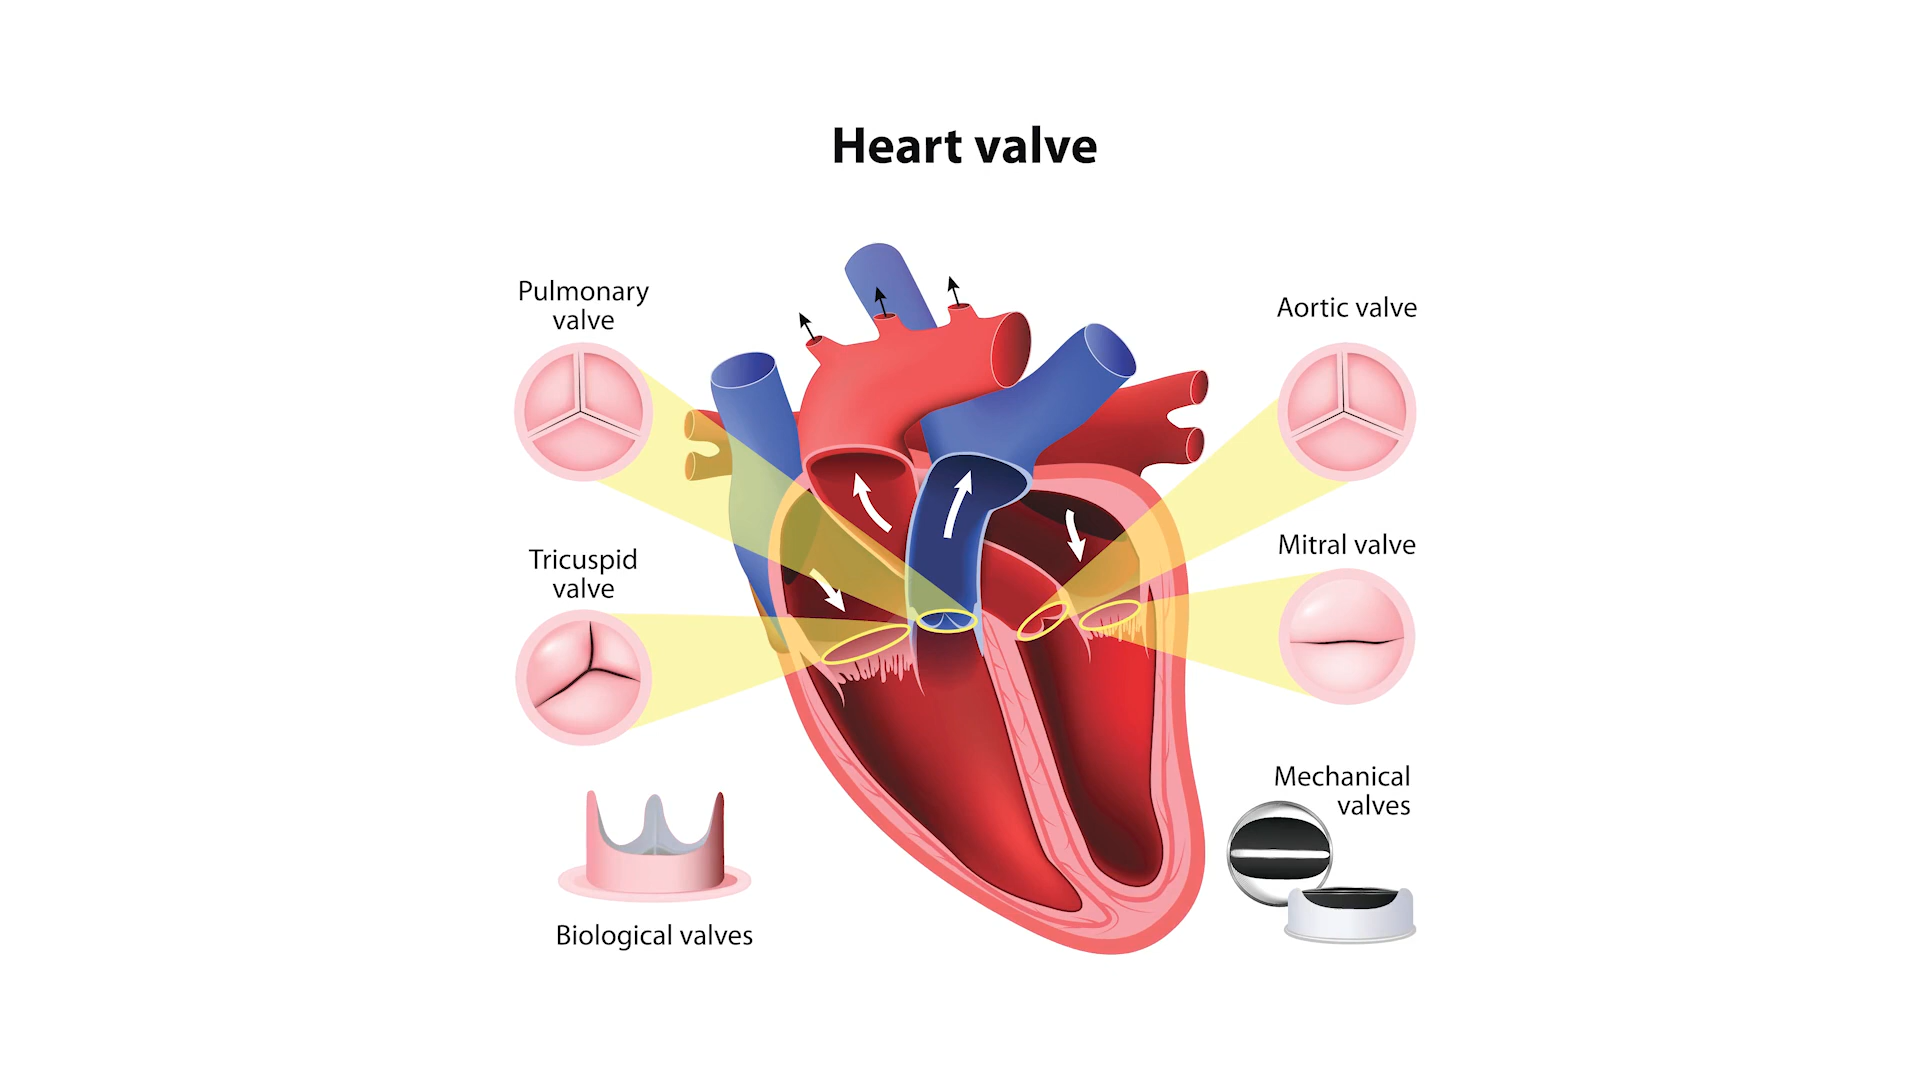 Heart valve
Pulmonary
valve
Aortic valve
Tricuspid
valve
Mitral valve
Mechanical
valves
Biological valves